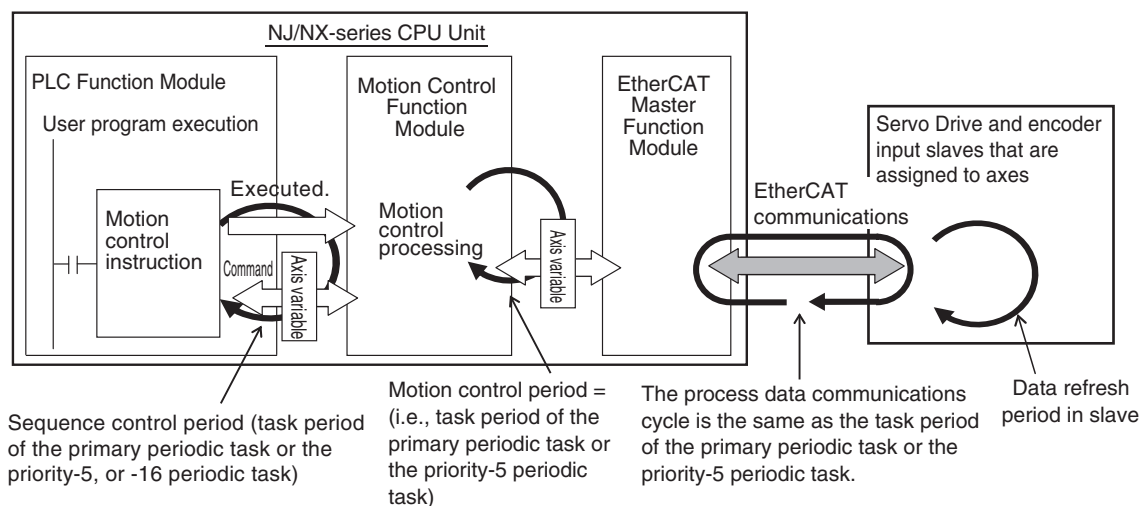 NJ/NX-series CPU Unit
PLC Function Module
User program execution
Motion
control
instruction
Executed.
Command
Axis variable
Motion Control
Function
Module
Motion
control
processing
Axis variable
EtherCAT
Master
Function
Module
EtherCAT
communications
Servo Drive and encoder
input slaves that are
assigned to axes
Sequence control period (task period
of the primary periodic task or the
priority-5, or -16 periodic task)
Motion control period =
(i.e., task period of the
primary periodic task or
the priority-5 periodic
task)
The process data communications
cycle is the same as the task period
of the primary periodic task or the
priority-5 periodic task.
Data refresh
period in slave